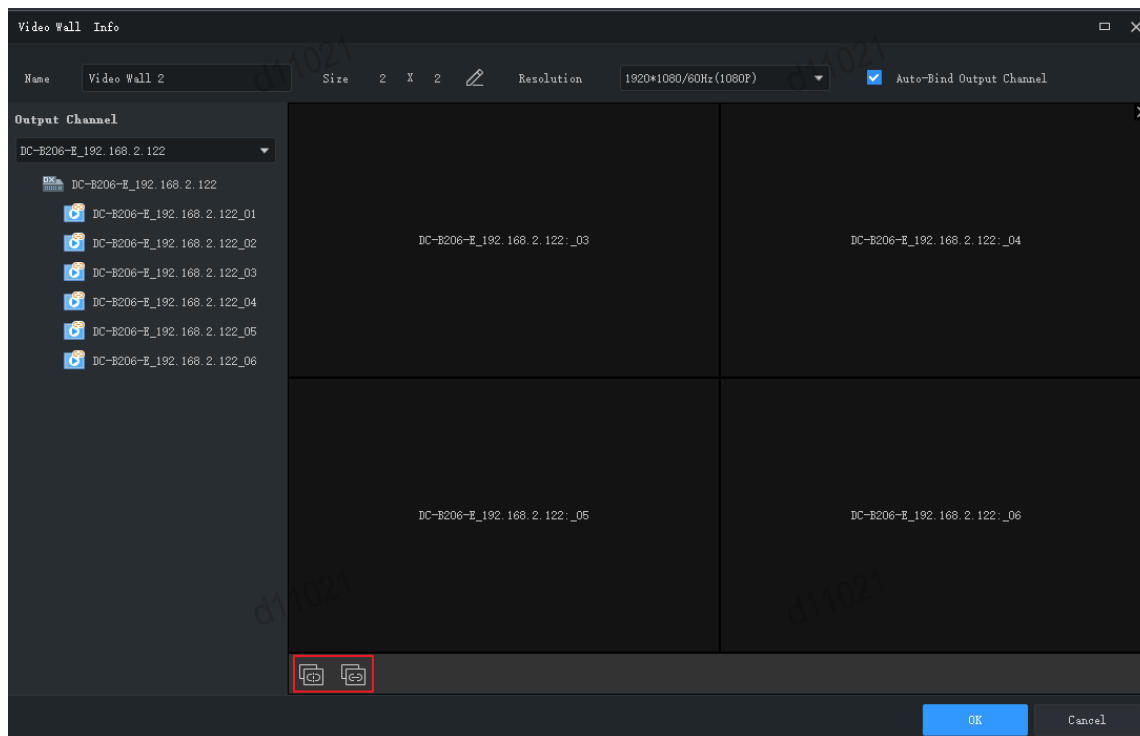 Video Wall Info
Name Video Wall 2 Size 2 X 2 Resolution 1920*1080/60Hz(1080P) Auto-Bind Output Channel
Output Channel
DC-B206-E_192.168.2.122
DX DC-B206-E_192.168.2.122
DC-B206-E_192.168.2.122_01
DC-B206-E_192.168.2.122_02
DC-B206-E_192.168.2.122_03
DC-B206-E_192.168.2.122_04
DC-B206-E_192.168.2.122_05
DC-B206-E_192.168.2.122_06
DC-B206-E_192.168.2.122:_03
DC-B206-E_192.168.2.122:_04
DC-B206-E_192.168.2.122:_05
DC-B206-E_192.168.2.122:_06
OK Cancel
d11021
d11021
d11021
d11021